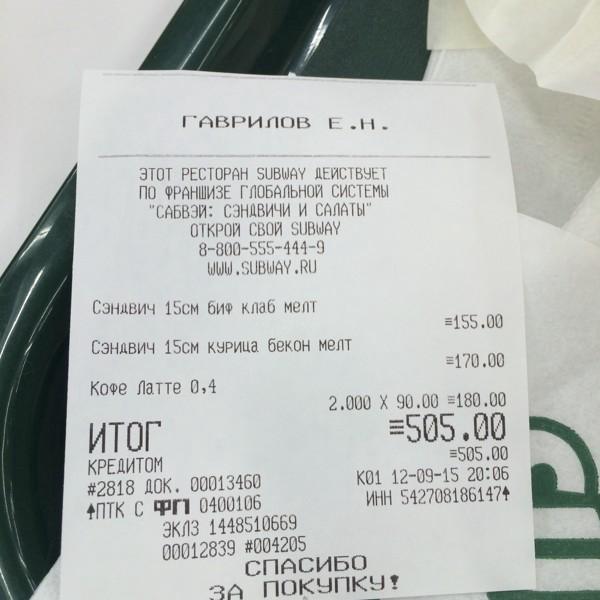 ГАВРИЛОВ Е.Н.
ЭТОТ РЕСТОРАН SUBWAY ДЕЙСТВУЕТ
ПО ФРАНШИЗЕ ГЛОБАЛЬНОЙ СИСТЕМЫ
"САБВЭЙ: СЭНДВИЧИ И САЛАТЫ"
ОТКРОЙ СВОЙ SUBWAY
8-800-555-444-9
WWW.SUBWAY.RU
Сэндвич 15см биф клаб мелт
≡155.00
Сэндвич 15см курица бекон мелт
≡170.00
Кофе Латте 0,4
2.000 X 90.00 ≡180.00
ИТОГ ≡505.00
КРЕДИТОМ ≡505.00
#2818 ДОК. 00013460 К01 12-09-15 20:06
ПТК С ФП 0400106 ИНН 542708186147
ЭКЛЗ 1448510669
00012839 #004205
СПАСИБО
ЗА ПОКУПКУ!